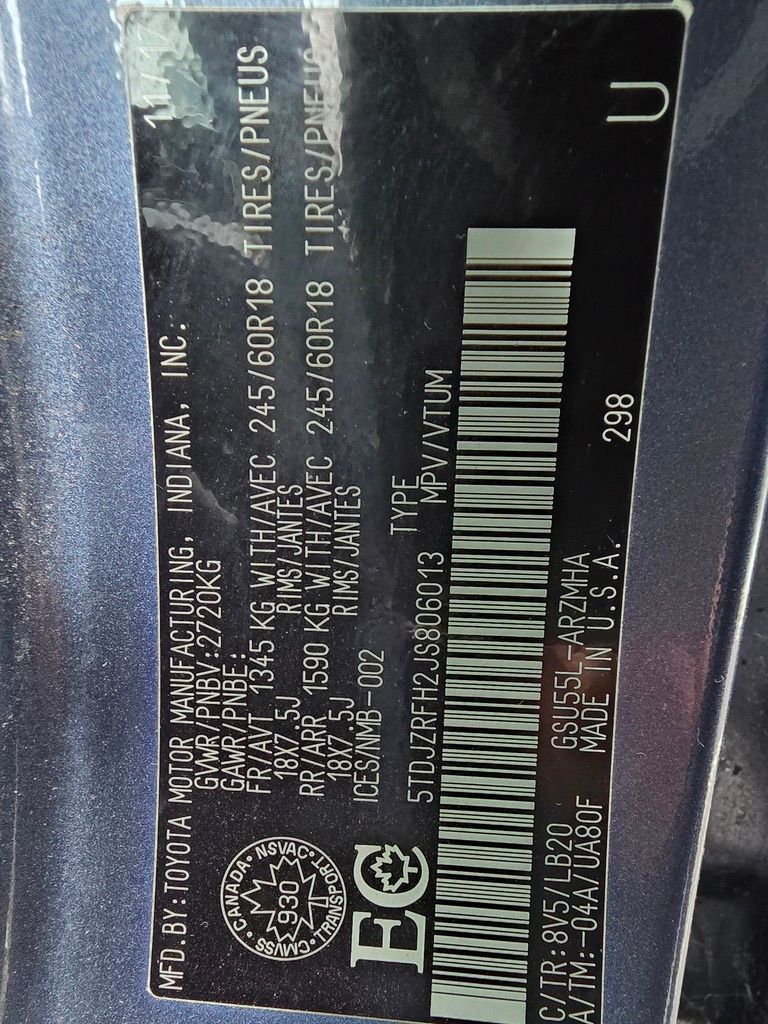 MFD.BY:TOYOTA MOTOR MANUFACTURING, INDIANA, INC. 11/17
GVWR/PNBV:2720KG
GAWR/PNBE:
FR/AVT 1345 KG WITH/AVEC 245/60R18 TIRES/PNEUS
18X7.5J RIMS/JANTES
RR/ARR 1590 KG WITH/AVEC 245/60R18 TIRES/PNEUS
18X7.5J RIMS/JANTES
ICES/NMB-002
CANADA • NSVAC • TRANSPORT • CMVSS
930
EC
TYPE
5TDJZRFH2JS806013 MPV/VTUM
C/TR:8V5/LB20 GSU55L-ARZMHA
A/TM:-04A/UA80F MADE IN U.S.A. 298 U